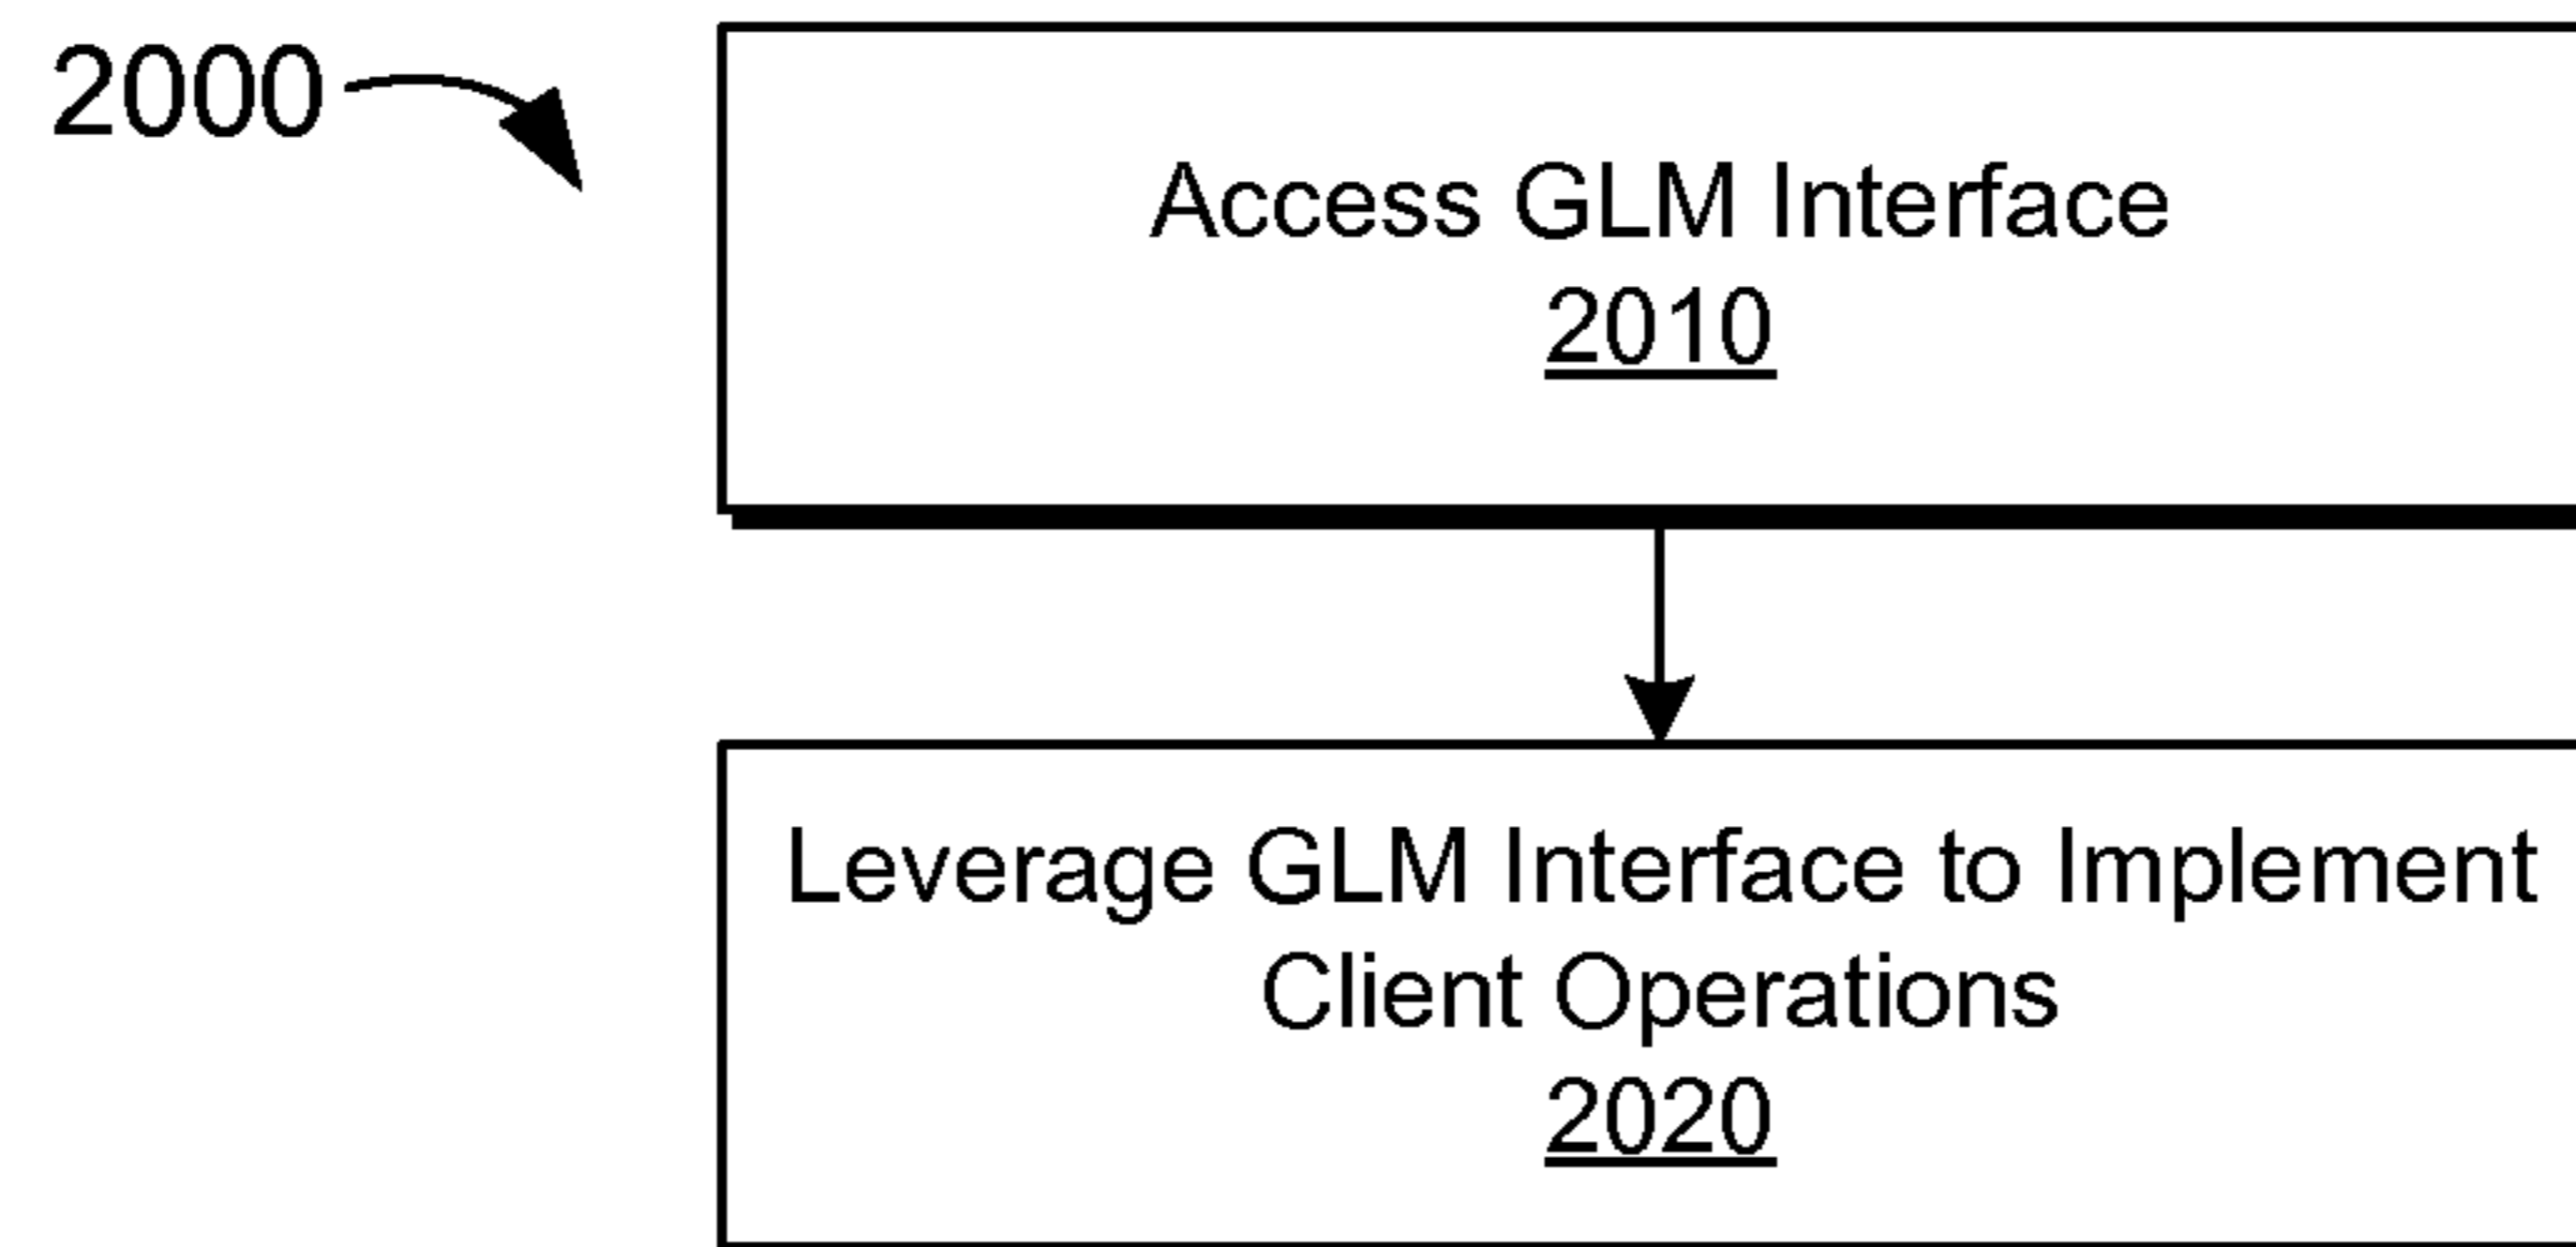 2000
Access GLM Interface
2010
Leverage GLM Interface to Implement
Client Operations
2020